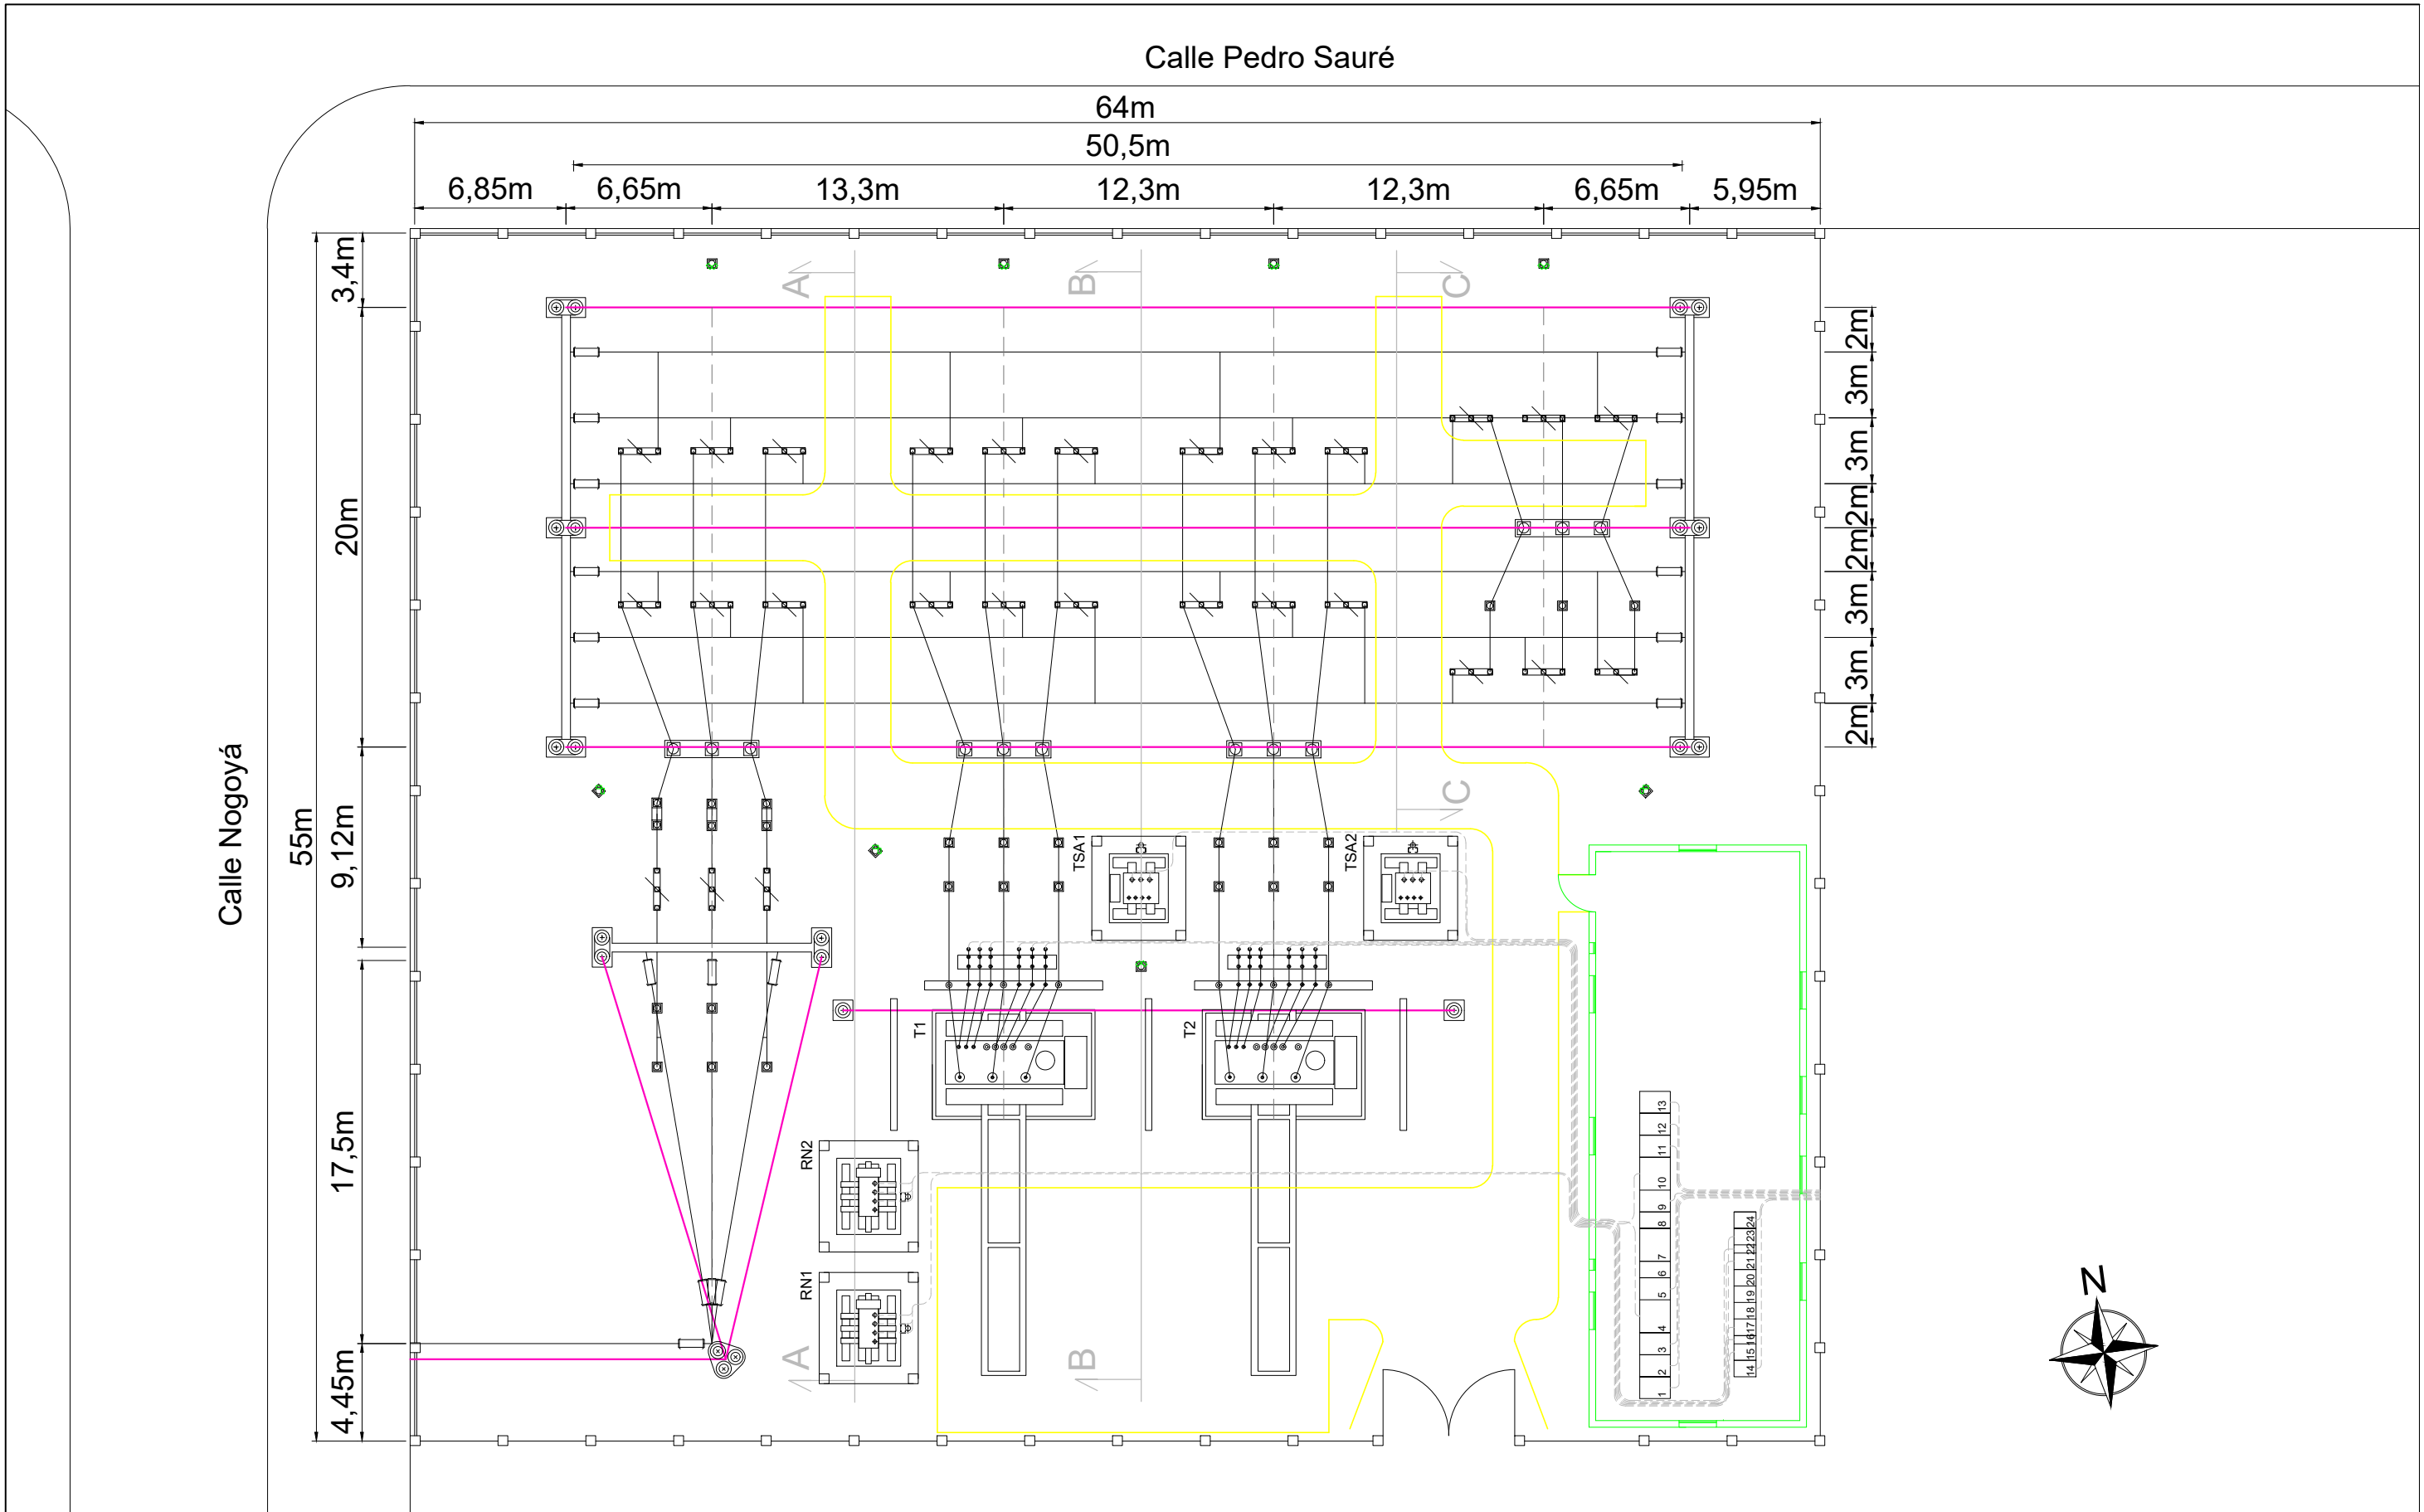 Calle Pedro Sauré
64m
50,5m
6,85m
6,65m
13,3m
12,3m
12,3m
6,65m
5,95m
3,4m
20m
9,12m
17,5m
4,45m
55m
Calle Nogoyá
A
B
C
2m
3m
3m
2m
2m
3m
3m
2m
C
TSA1
TSA2
T1
T2
RN2
RN1
A
B
13
12
11
10
9
8
7
6
5
4
3
2
1
24
23
22
21
20
19
18
17
16
15
14
N